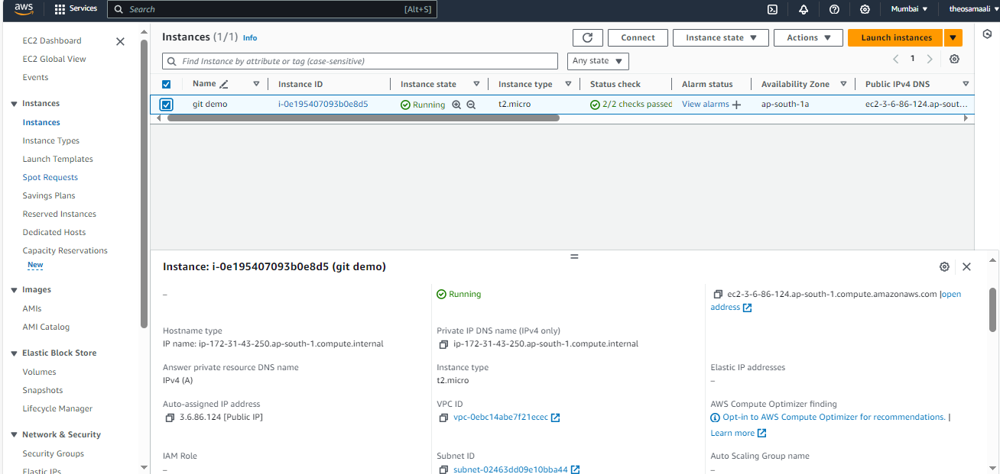 aws
Services
Search
[Alt+S]
Mumbai
theosamaali
EC2 Dashboard
EC2 Global View
Events
Instances
Instances
Instance Types
Launch Templates
Spot Requests
Savings Plans
Reserved Instances
Dedicated Hosts
Capacity Reservations
New
Images
AMIs
AMI Catalog
Elastic Block Store
Volumes
Snapshots
Lifecycle Manager
Network & Security
Security Groups
Elastic IPs
Instances (1/1) Info
Connect
Instance state
Actions
Launch instances
Find Instance by attribute or tag (case-sensitive)
Any state
1
Name
Instance ID
Instance state
Instance type
Status check
Alarm status
Availability Zone
Public IPv4 DNS
git demo
i-0e195407093b0e8d5
Running
t2.micro
2/2 checks passed
View alarms
ap-south-1a
ec2-3-6-86-124.ap-sout...
Instance: i-0e195407093b0e8d5 (git demo)
–
Running
ec2-3-6-86-124.ap-south-1.compute.amazonaws.com |open
address
Hostname type
IP name: ip-172-31-43-250.ap-south-1.compute.internal
Private IP DNS name (IPv4 only)
ip-172-31-43-250.ap-south-1.compute.internal
Answer private resource DNS name
IPv4 (A)
Instance type
t2.micro
Elastic IP addresses
–
Auto-assigned IP address
3.6.86.124 [Public IP]
VPC ID
vpc-0ebc14abe7f21ecec
AWS Compute Optimizer finding
Opt-in to AWS Compute Optimizer for recommendations. |
Learn more
IAM Role
–
Subnet ID
subnet-02463dd09e10bba44
Auto Scaling Group name
–